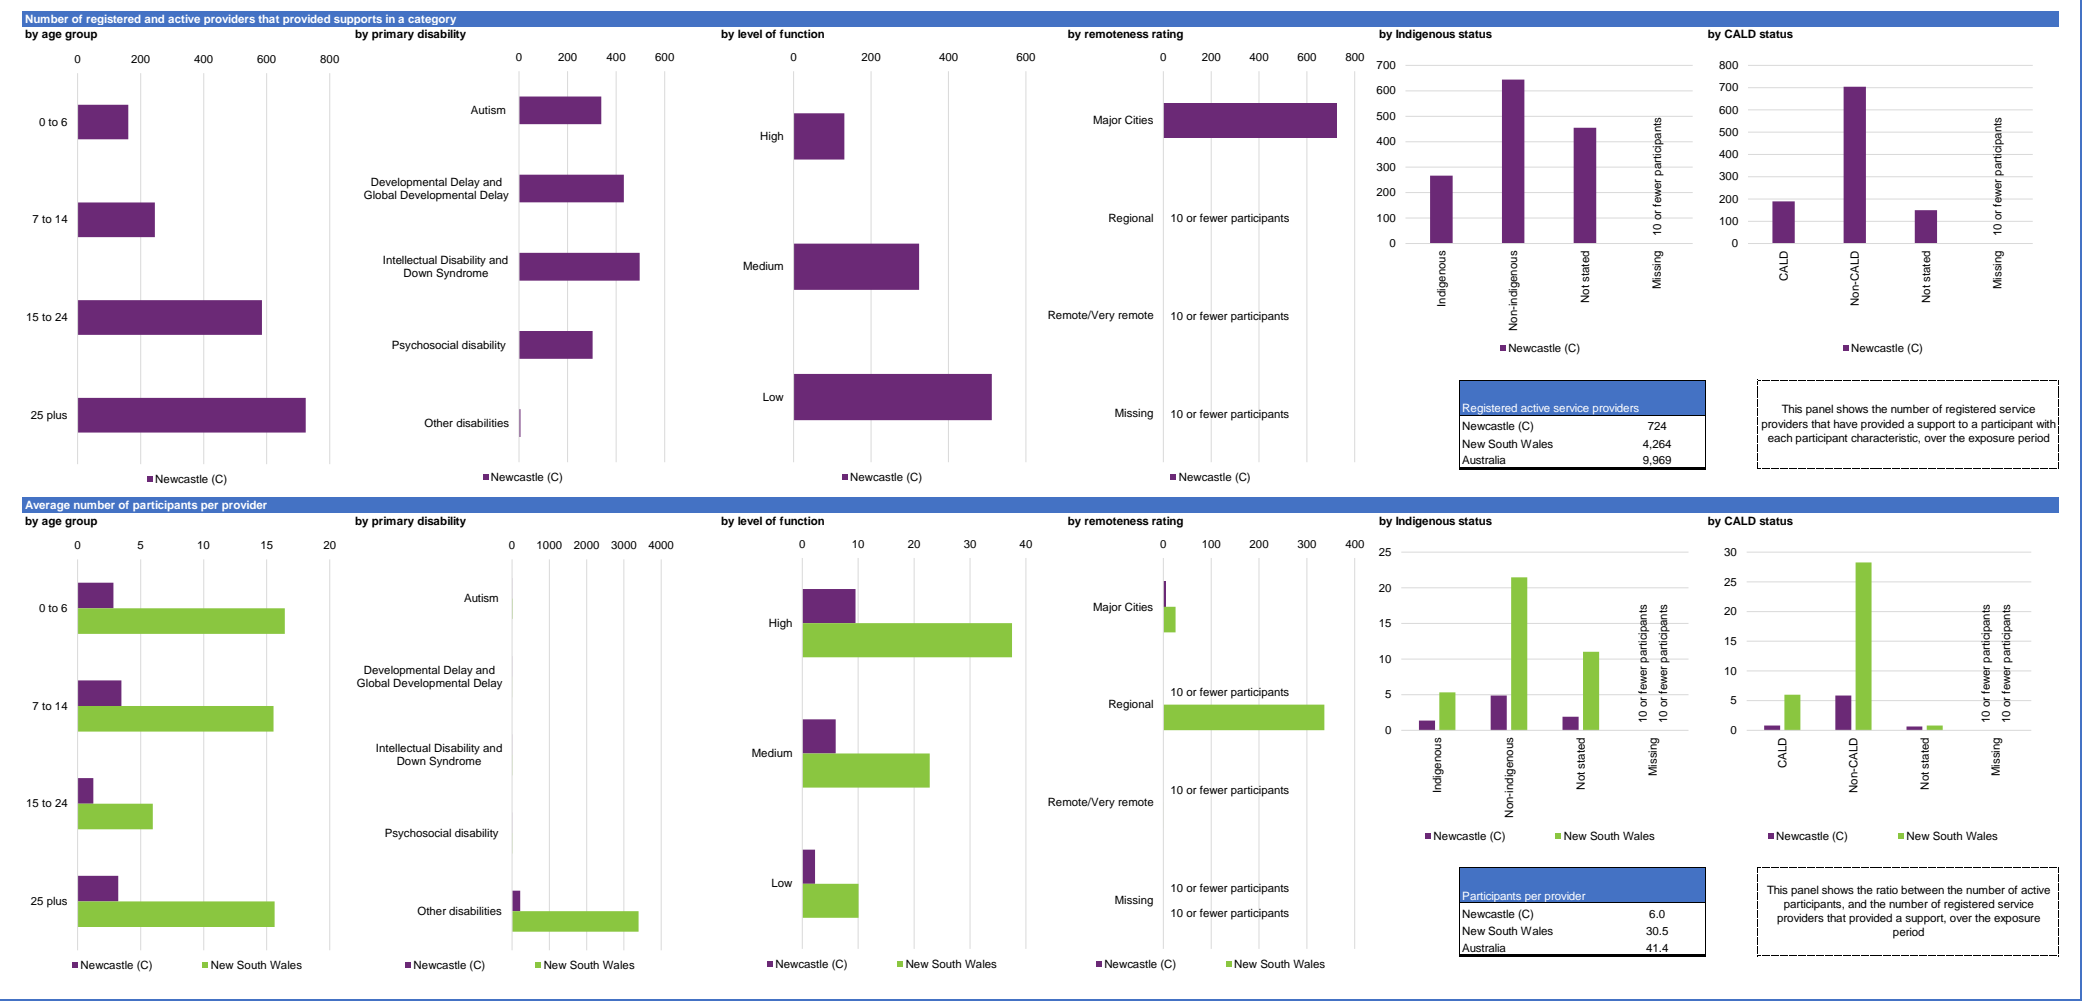 Number of registered and active providers that provided supports in a category
by age group
0 200 400 600 800
0 to 6
7 to 14
15 to 24
25 plus
Newcastle (C)
by primary disability
0 200 400 600
Autism
Developmental Delay and
Global Developmental Delay
Intellectual Disability and
Down Syndrome
Psychosocial disability
Other disabilities
Newcastle (C)
by level of function
0 200 400 600
High
Medium
Low
Newcastle (C)
by remoteness rating
0 200 400 600 800
Major Cities
Regional 10 or fewer participants
Remote/Very remote 10 or fewer participants
Missing 10 or fewer participants
Newcastle (C)
by Indigenous status
700
600
500
400
300
200
100
0
10 or fewer participants
Indigenous
Non-indigenous
Not stated
Missing
Newcastle (C)
by CALD status
800
700
600
500
400
300
200
100
0
10 or fewer participants
CALD
Non-CALD
Not stated
Missing
Newcastle (C)
Registered active service providers
Newcastle (C) 724
New South Wales 4,264
Australia 9,969
This panel shows the number of registered service
providers that have provided a support to a participant with
each participant characteristic, over the exposure period
Average number of participants per provider
by age group
0 5 10 15 20
0 to 6
7 to 14
15 to 24
25 plus
Newcastle (C) New South Wales
by primary disability
0 1000 2000 3000 4000
Autism
Developmental Delay and
Global Developmental Delay
Intellectual Disability and
Down Syndrome
Psychosocial disability
Other disabilities
Newcastle (C) New South Wales
by level of function
0 10 20 30 40
High
Medium
Low
Newcastle (C) New South Wales
by remoteness rating
0 100 200 300 400
Major Cities
10 or fewer participants
Regional
Remote/Very remote
10 or fewer participants
Missing
10 or fewer participants
10 or fewer participants
Newcastle (C) New South Wales
by Indigenous status
25
20
15
10
5
0
10 or fewer participants
10 or fewer participants
Indigenous
Non-indigenous
Not stated
Missing
Newcastle (C) New South Wales
by CALD status
30
25
20
15
10
5
0
10 or fewer participants
10 or fewer participants
CALD
Non-CALD
Not stated
Missing
Newcastle (C) New South Wales
Participants per provider
Newcastle (C) 6.0
New South Wales 30.5
Australia 41.4
This panel shows the ratio between the number of active
participants, and the number of registered service
providers that provided a support, over the exposure
period